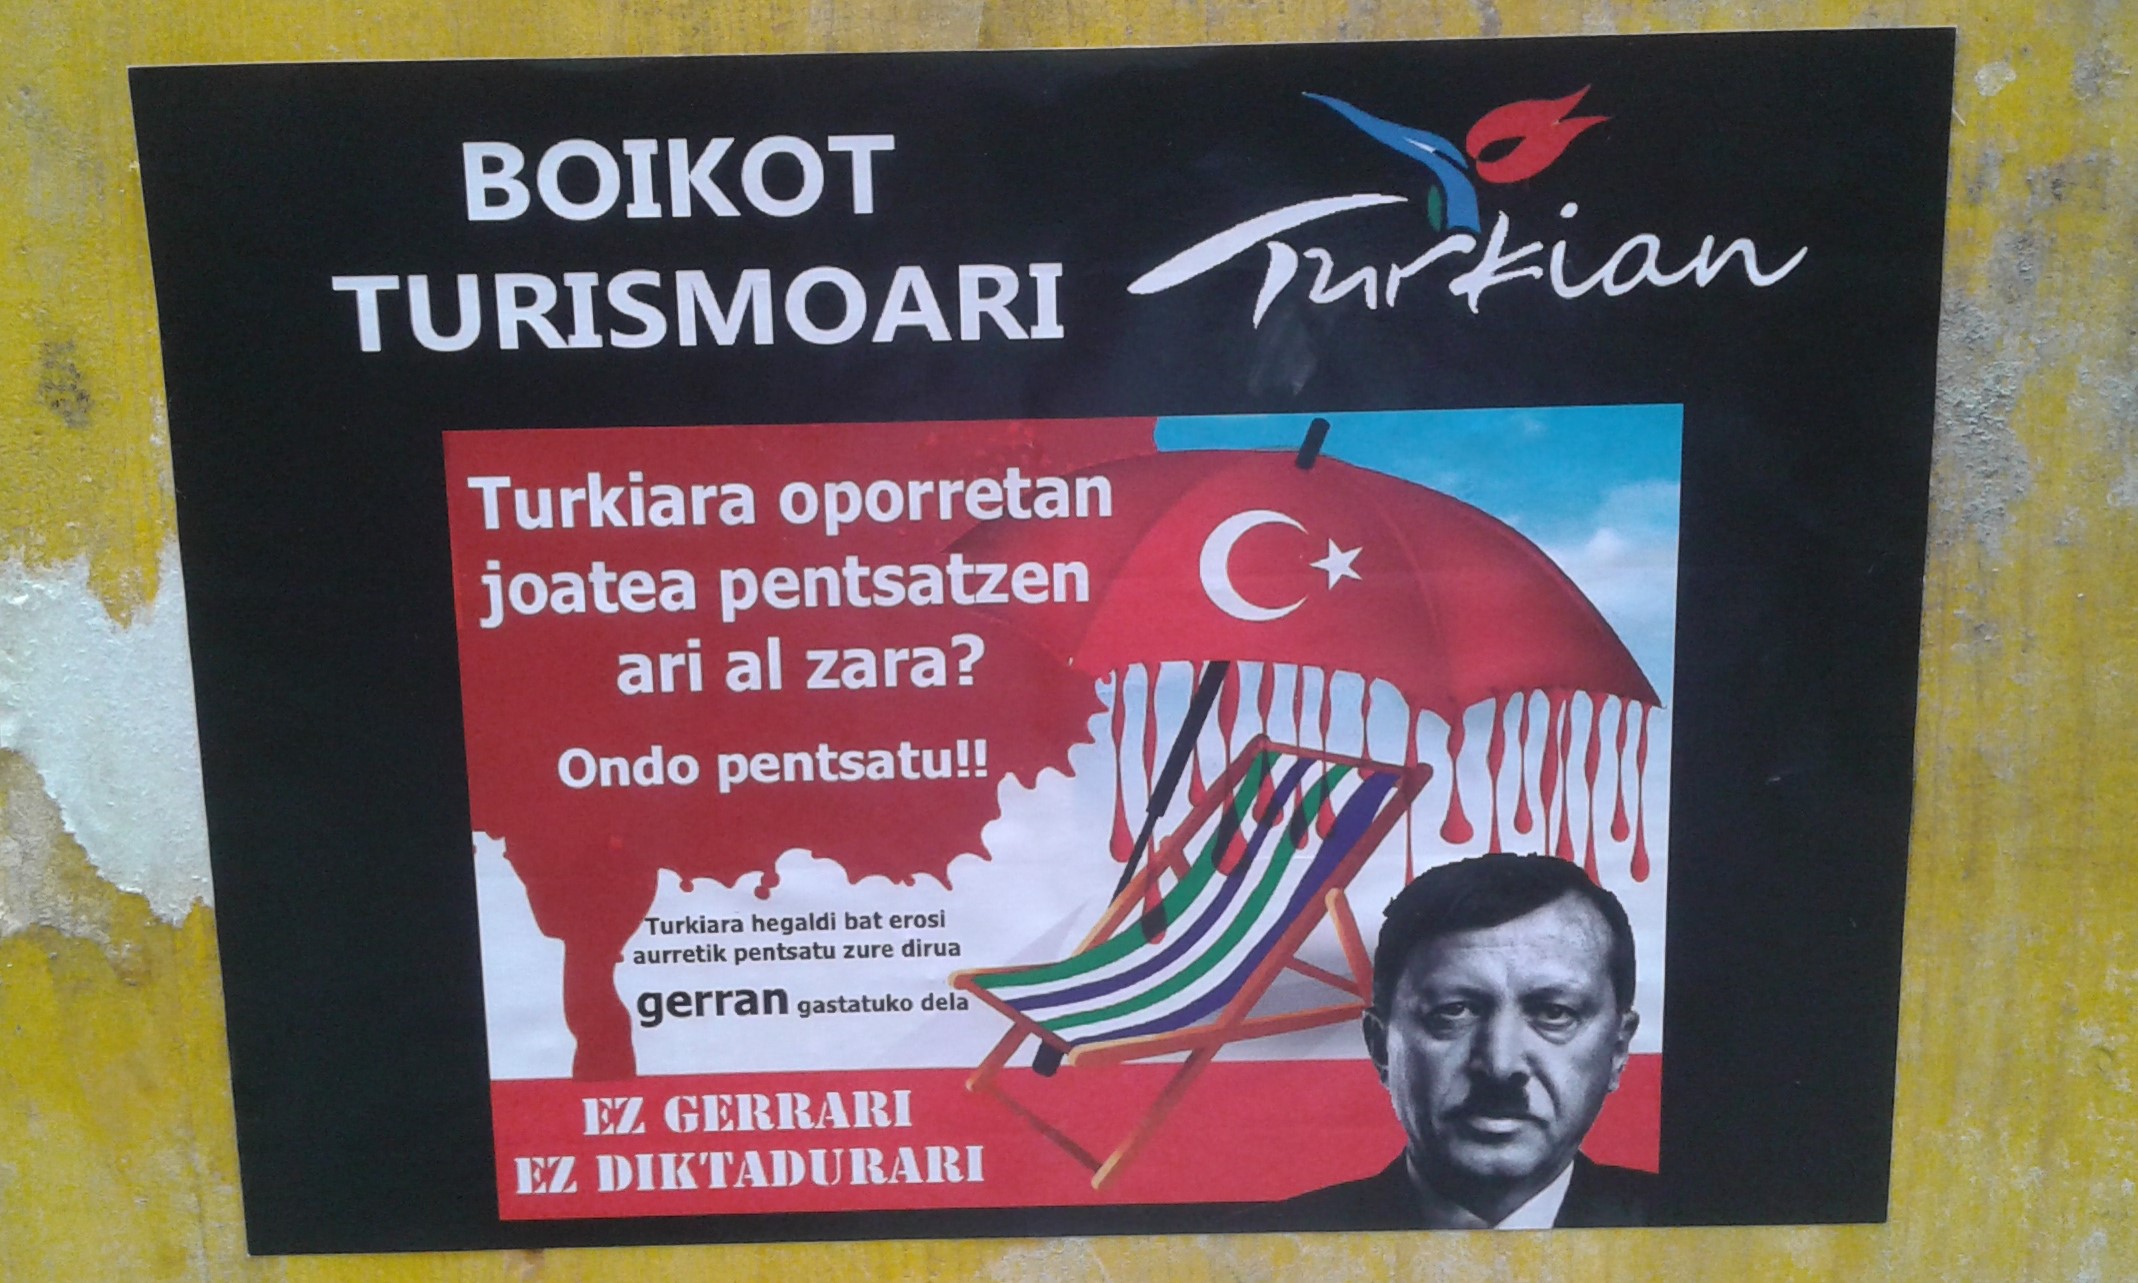 BOIKOT
TURISMOARI
Turkian
Turkiara oporretan
joatea pentsatzen
ari al zara?
Ondo pentsatu!!
Turkiara hegaldi bat erosi
aurretik pentsatu zure dirua
gerran gastatuko dela
EZ GERRARI
EZ DIKTADURARI